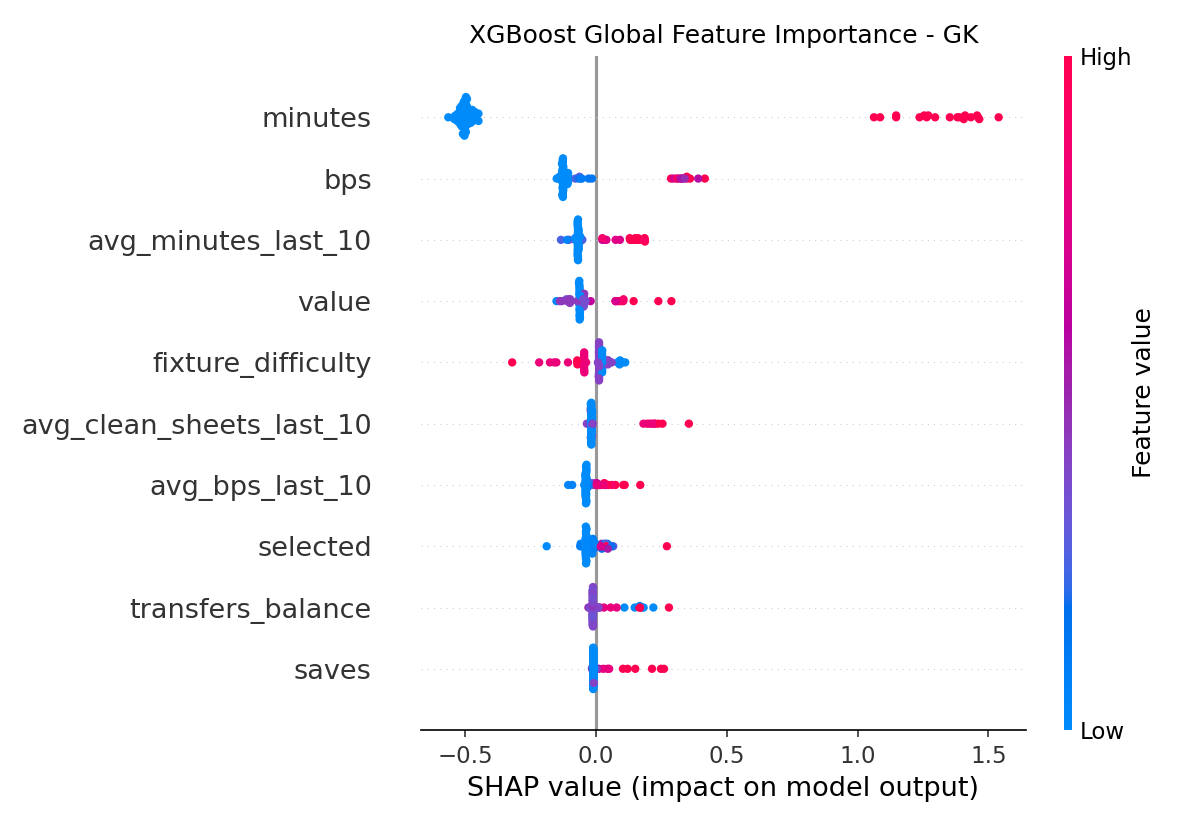 XGBoost Global Feature Importance - GK
High
minutes
bps
avg_minutes_last_10
value
fixture_difficulty
avg_clean_sheets_last_10
avg_bps_last_10
selected
transfers_balance
saves
Feature value
Low
−0.5 0.0 0.5 1.0 1.5
SHAP value (impact on model output)